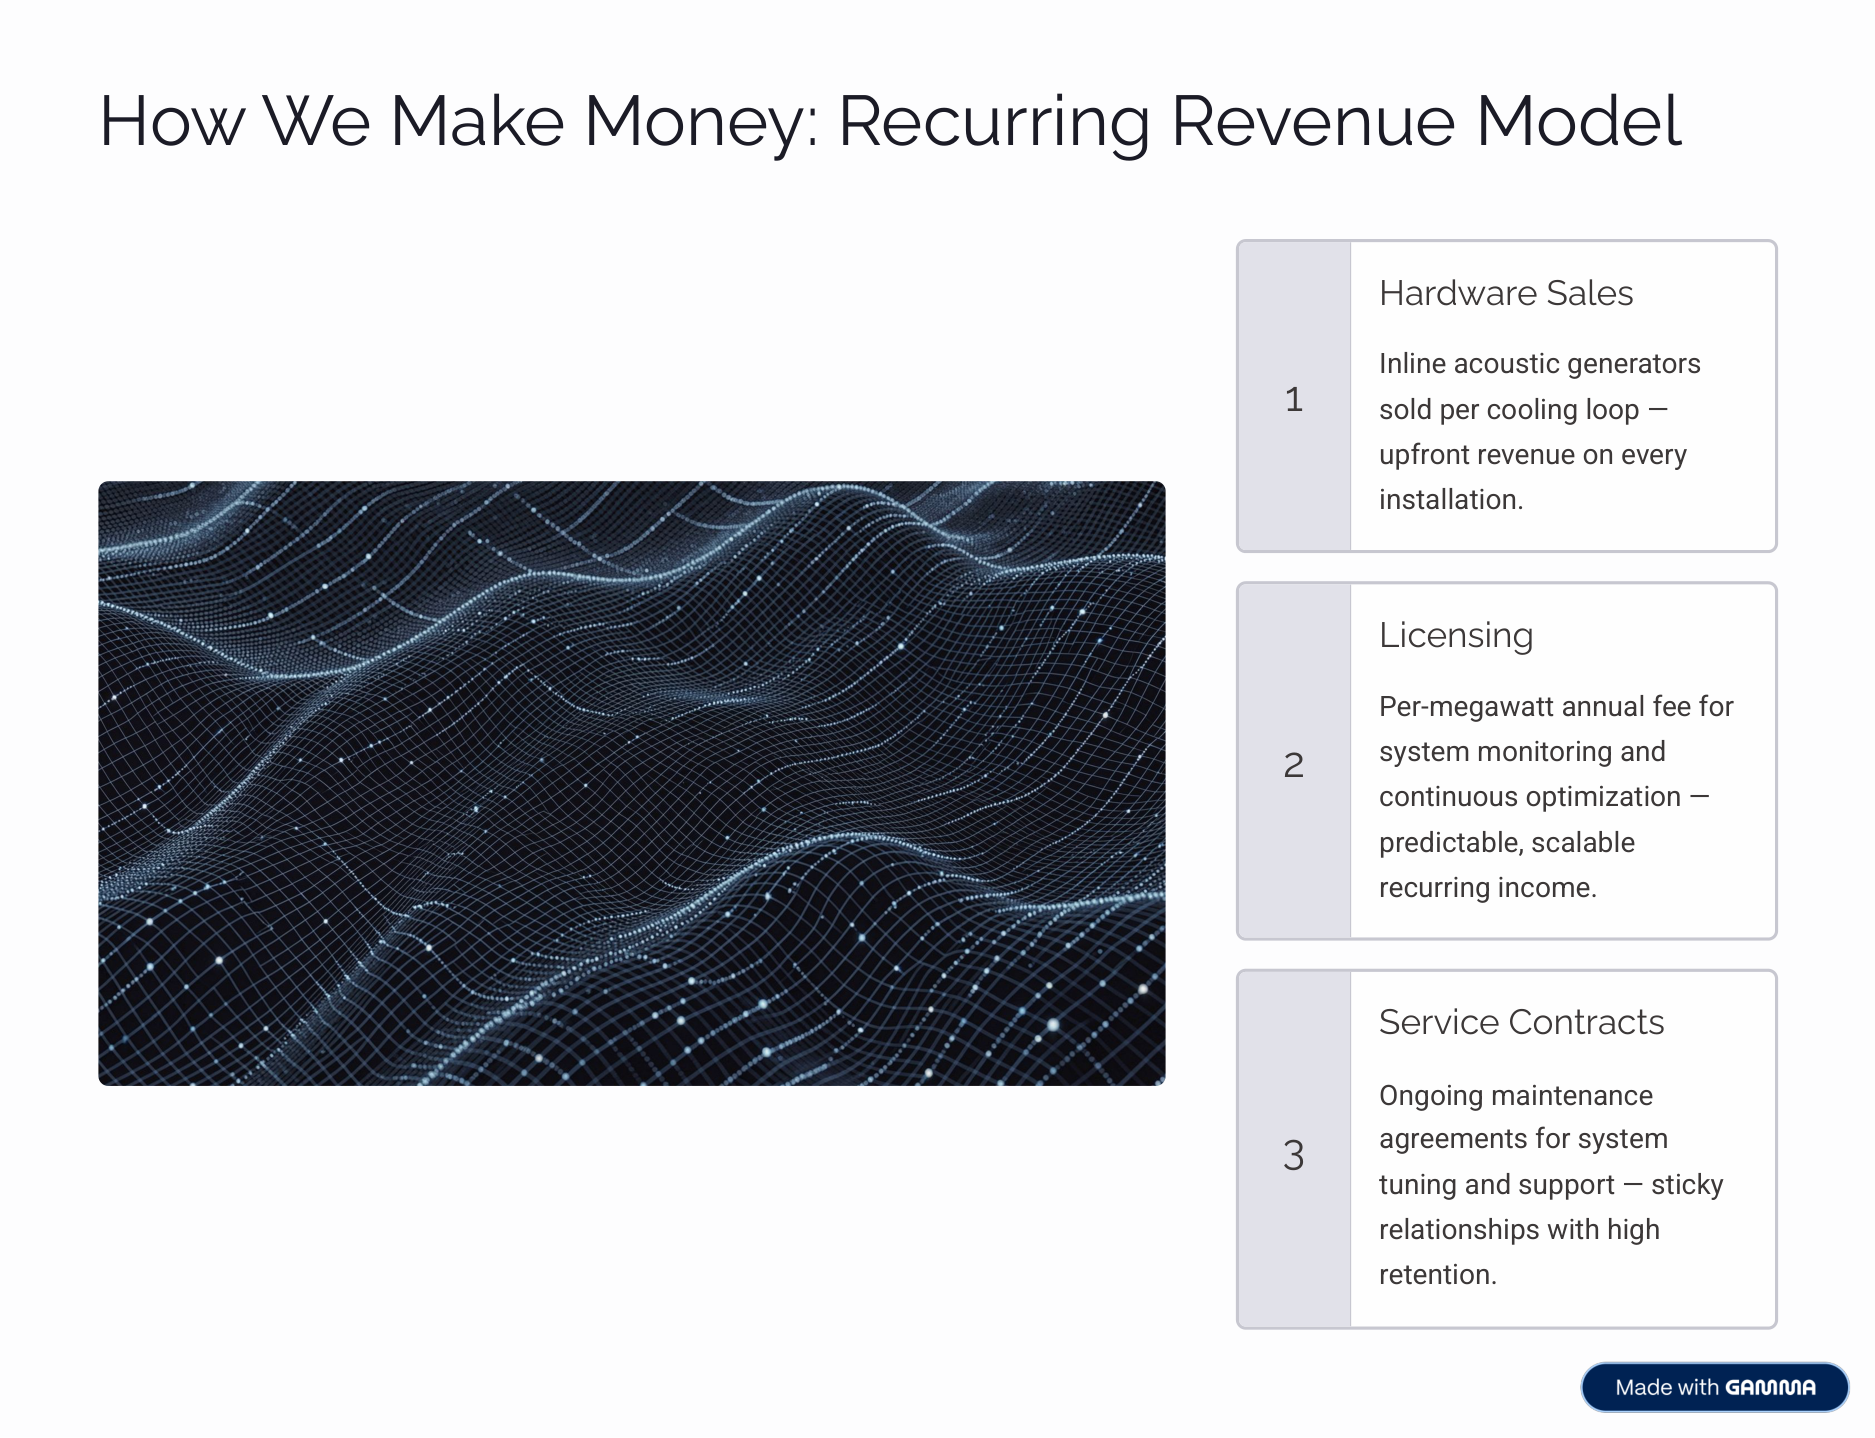 How We Make Money: Recurring Revenue Model
1
Hardware Sales
Inline acoustic generators
sold per cooling loop —
upfront revenue on every
installation.
2
Licensing
Per-megawatt annual fee for
system monitoring and
continuous optimization —
predictable, scalable
recurring income.
3
Service Contracts
Ongoing maintenance
agreements for system
tuning and support — sticky
relationships with high
retention.
Made with GAMMA